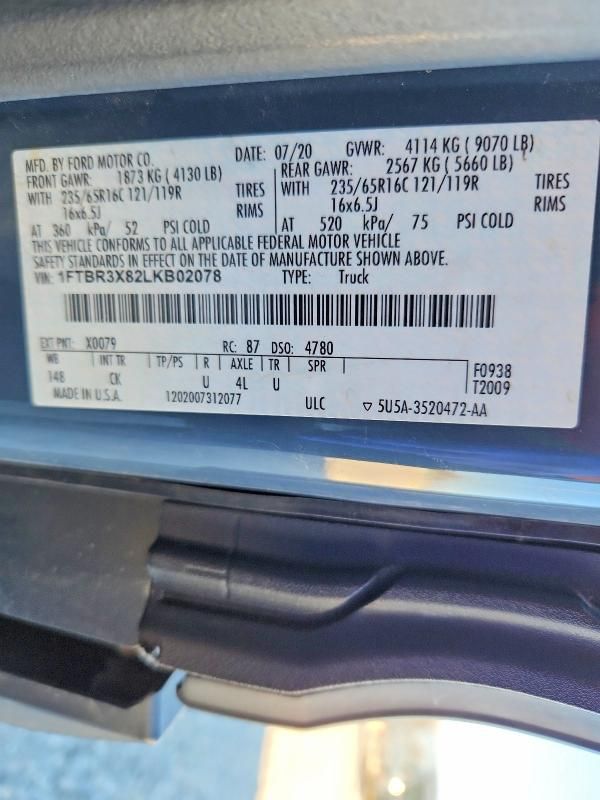 MFD. BY FORD MOTOR CO. DATE: 07/20 GVWR: 4114 KG ( 9070 LB)
FRONT GAWR: 1873 KG ( 4130 LB) REAR GAWR: 2567 KG ( 5660 LB)
WITH 235/65R16C 121/119R TIRES WITH 235/65R16C 121/119R TIRES
16x6.5J RIMS 16x6.5J RIMS
AT 360 kPa/ 52 PSI COLD AT 520 kPa/ 75 PSI COLD
THIS VEHICLE CONFORMS TO ALL APPLICABLE FEDERAL MOTOR VEHICLE
SAFETY STANDARDS IN EFFECT ON THE DATE OF MANUFACTURE SHOWN ABOVE.
VIN: 1FTBR3X82LKB02078 TYPE: Truck
EXT PNT: X0079 RC: 87 DSO: 4780
WB INT TR TP/PS R AXLE TR SPR F0938
148 CK U 4L U T2009
MADE IN U.S.A. 1202007312077 ULC ▽ 5U5A-3520472-AA